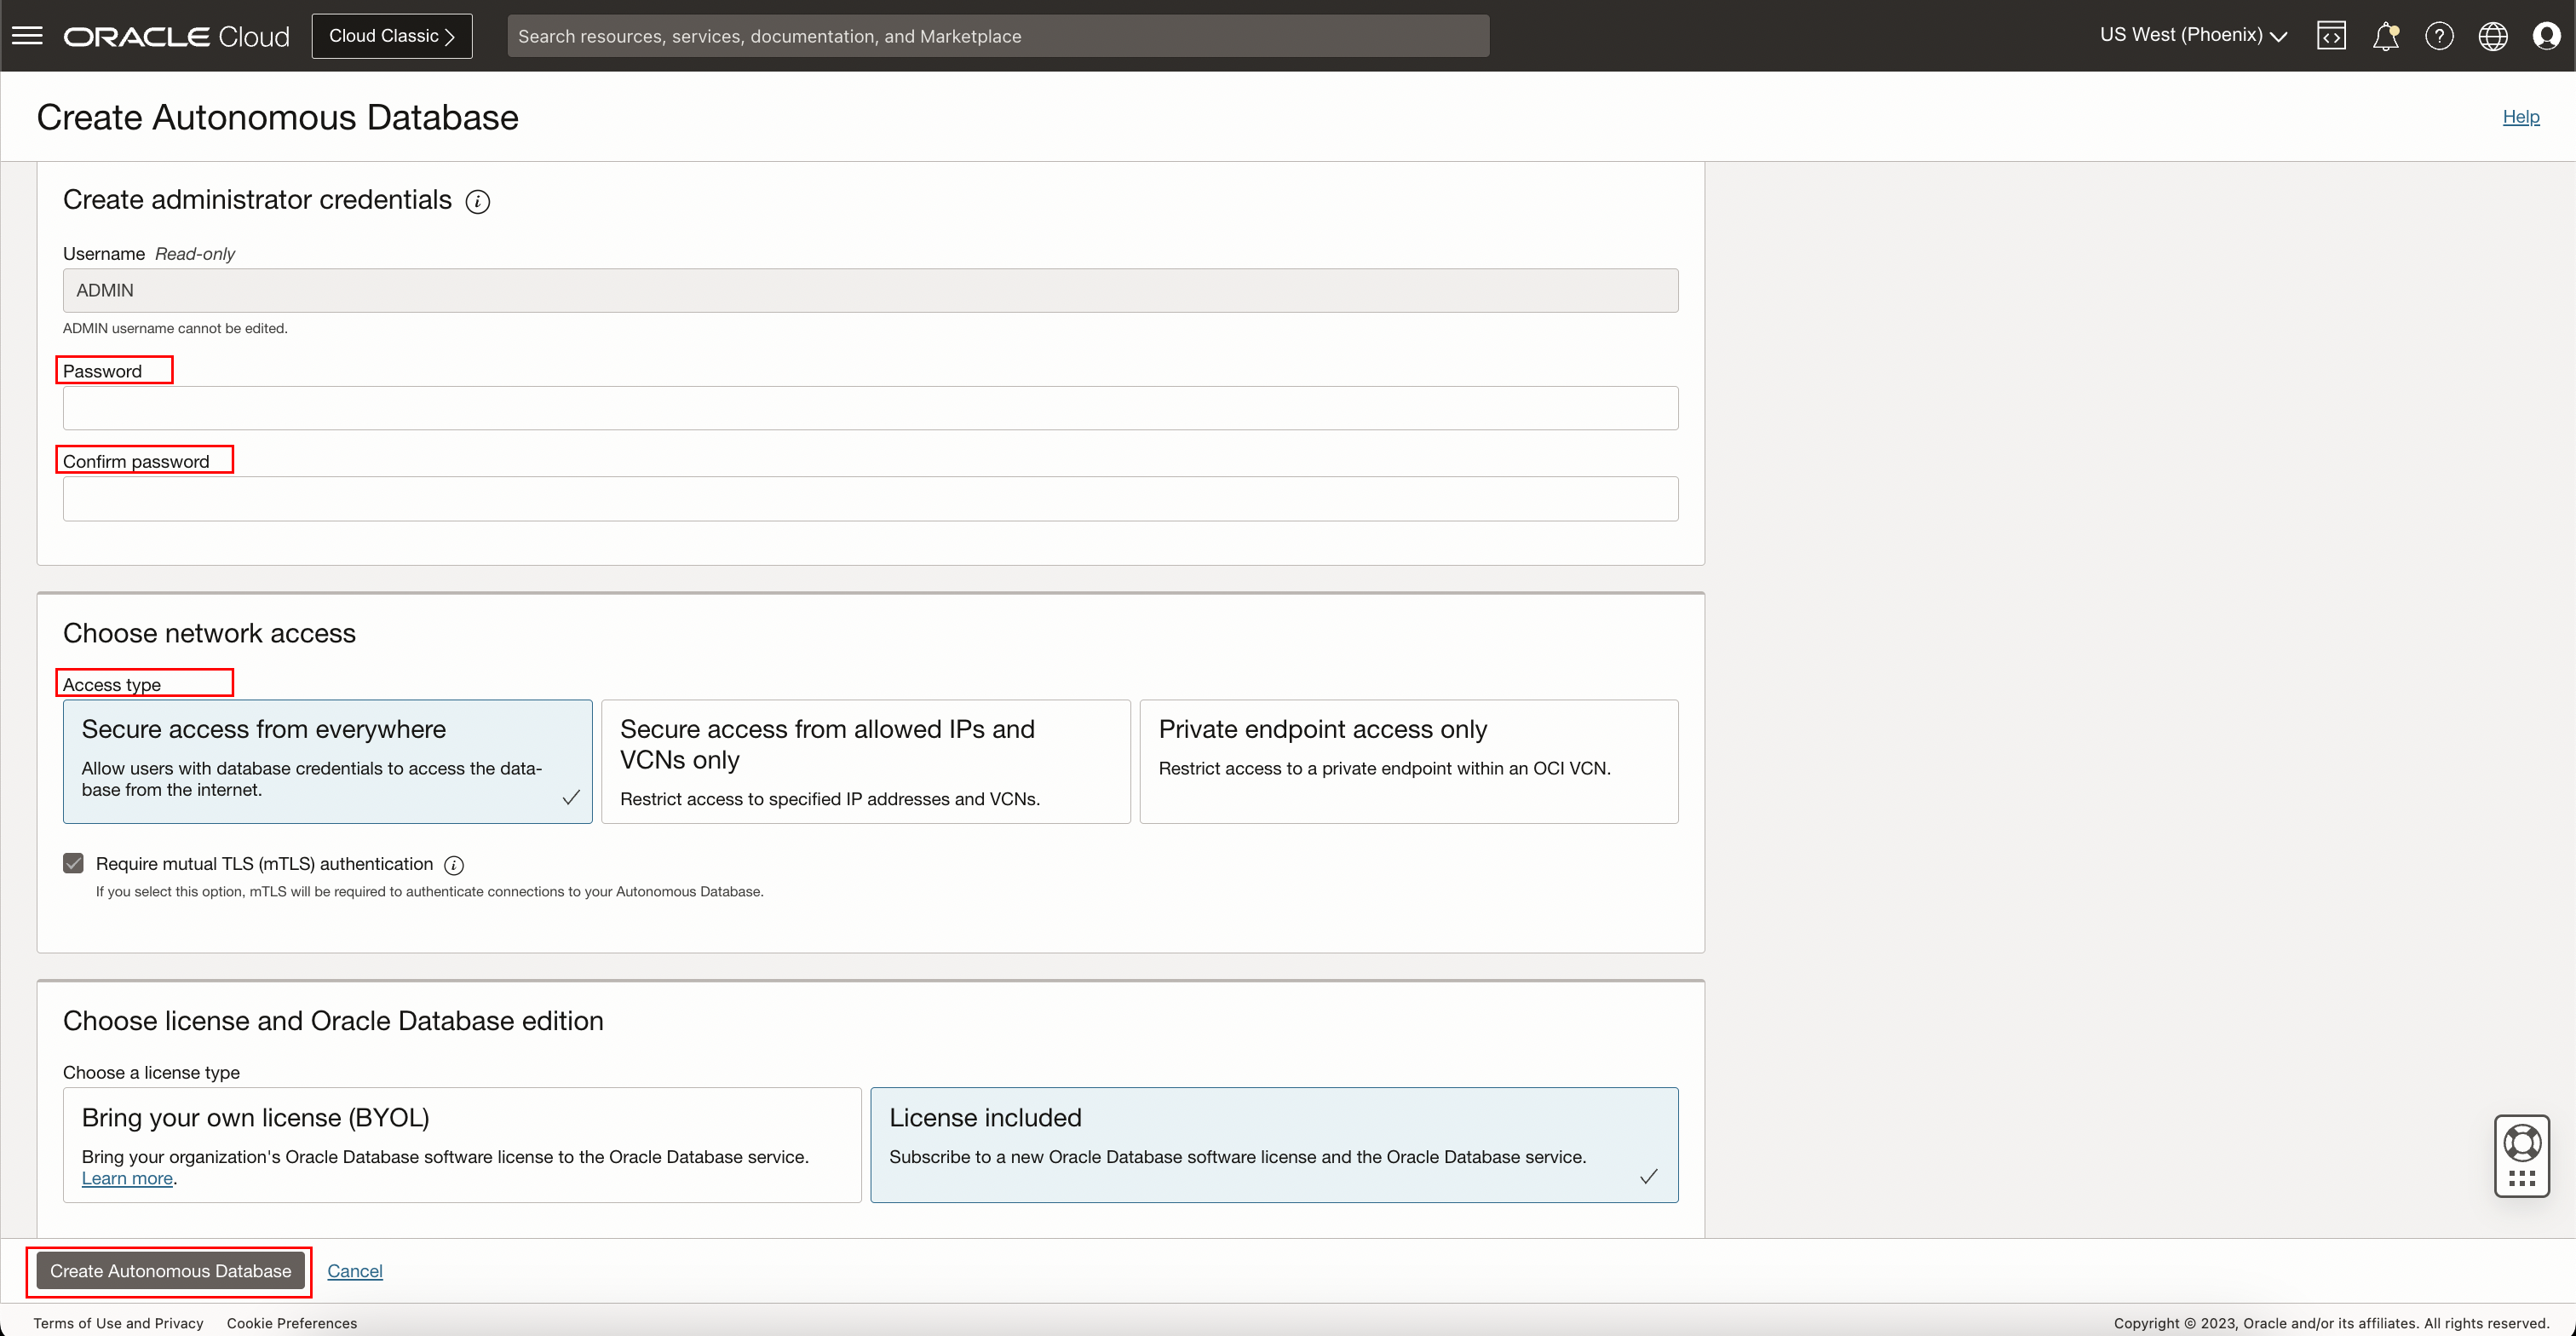 ORACLE Cloud
Cloud Classic
Search resources, services, documentation, and Marketplace
US West (Phoenix)
Create Autonomous Database
Help
Create administrator credentials
Username Read-only
ADMIN
ADMIN username cannot be edited.
Password
Confirm password
Choose network access
Access type
Secure access from everywhere
Allow users with database credentials to access the data-
base from the internet.
Secure access from allowed IPs and
VCNs only
Restrict access to specified IP addresses and VCNs.
Private endpoint access only
Restrict access to a private endpoint within an OCI VCN.
Require mutual TLS (mTLS) authentication
If you select this option, mTLS will be required to authenticate connections to your Autonomous Database.
Choose license and Oracle Database edition
Choose a license type
Bring your own license (BYOL)
Bring your organization's Oracle Database software license to the Oracle Database service.
Learn more.
License included
Subscribe to a new Oracle Database software license and the Oracle Database service.
Create Autonomous Database
Cancel
Terms of Use and Privacy
Cookie Preferences
Copyright © 2023, Oracle and/or its affiliates. All rights reserved.